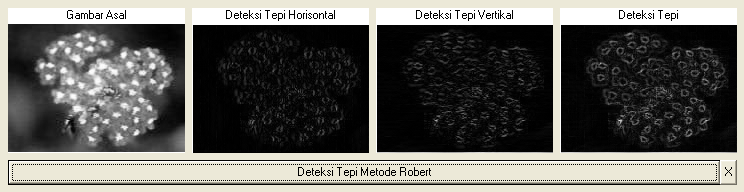 Gambar Asal
Deteksi Tepi Horisontal
Deteksi Tepi Vertikal
Deteksi Tepi
Deteksi Tepi Metode Robert
X